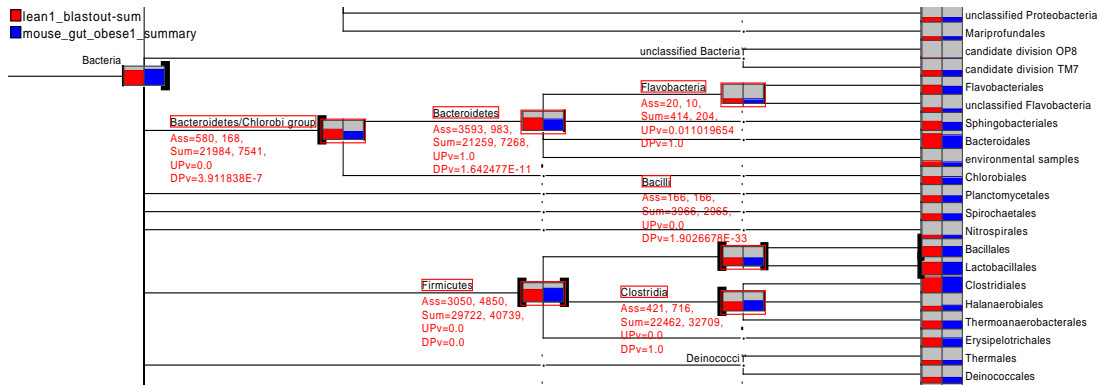 lean1_blastout-sum
mouse_gut_obese1_summary
Bacteria
Bacteroidetes/Chlorobi group
Ass=580, 168,
Sum=21984, 7541,
UPv=0.0
DPv=3.911838E-7
Bacteroidetes
Ass=3593, 983,
Sum=21259, 7268,
UPv=1.0
DPv=1.642477E-11
unclassified Bacteria
Flavobacteria
Ass=20, 10,
Sum=414, 204,
UPv=0.011019654
DPv=1.0
Bacilli
Ass=166, 166,
Sum=3966, 2965,
UPv=0.0
DPv=1.9026678E-33
Firmicutes
Ass=3050, 4850,
Sum=29722, 40739,
UPv=0.0
DPv=0.0
Clostridia
Ass=421, 716,
Sum=22462, 32709,
UPv=0.0
DPv=1.0
Deinococci
unclassified Proteobacteria
Mariprofundales
candidate division OP8
candidate division TM7
Flavobacteriales
unclassified Flavobacteria
Sphingobacteriales
Bacteroidales
environmental samples
Chlorobiales
Planctomycetales
Spirochaetales
Nitrospirales
Bacillales
Lactobacillales
Clostridiales
Halanaerobiales
Thermoanaerobacterales
Erysipelotrichales
Thermales
Deinococcales